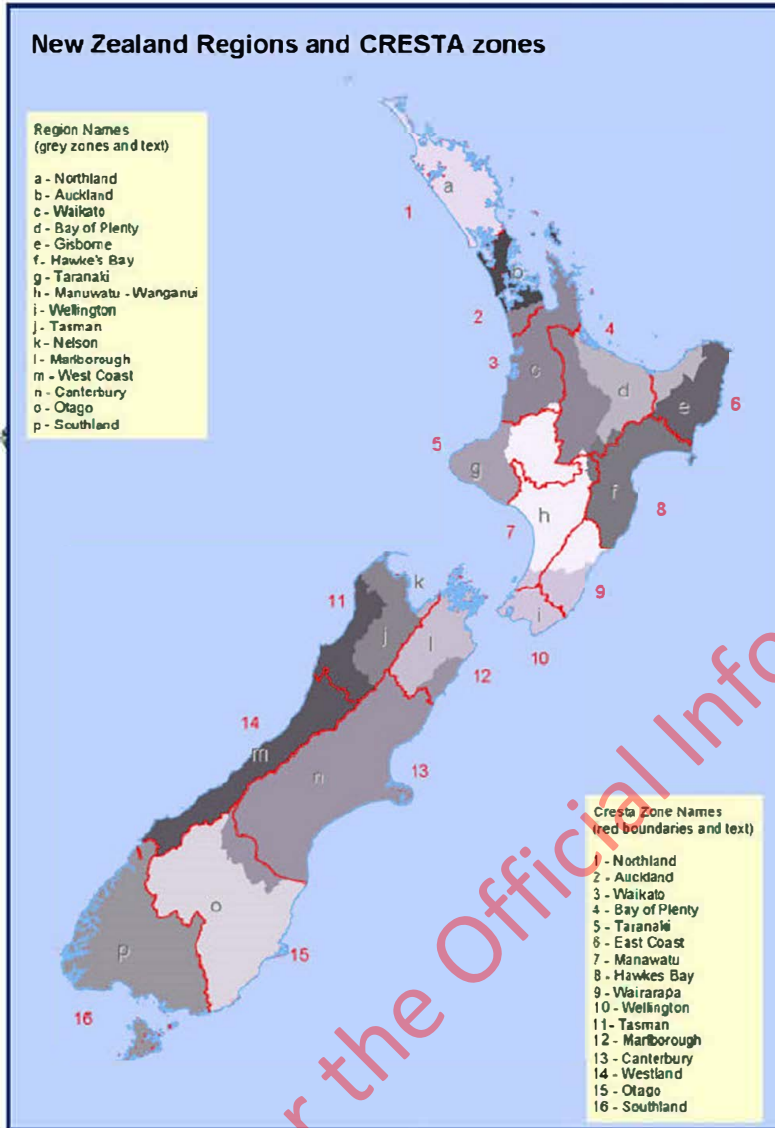 New Zealand Regions and CRESTA zones
Region Names
(grey zones and text)
a - Northland
b - Auckland
c - Waikato
d - Bay of Plenty
e - Gisborne
f - Hawke's Bay
g - Taranaki
h - Manuwatu - Wanganui
i - Wellington
j - Tasman
k - Nelson
l - Marlborough
m - West Coast
n - Canterbury
o - Otago
p - Southland
a
1
b
2
4
3
c
d
e
6
5
g
f
h
8
7
k
11
9
j
i
l
10
12
14
m
n
13
o
p
15
16
Cresta Zone Names
(red boundaries and text)
1 - Northland
2 - Auckland
3 - Waikato
4 - Bay of Plenty
5 - Taranaki
6 - East Coast
7 - Manawatu
8 - Hawkes Bay
9 - Wairarapa
10 - Wellington
11 - Tasman
12 - Marlborough
13 - Canterbury
14 - Westland
15 - Otago
16 - Southland
the Official Info